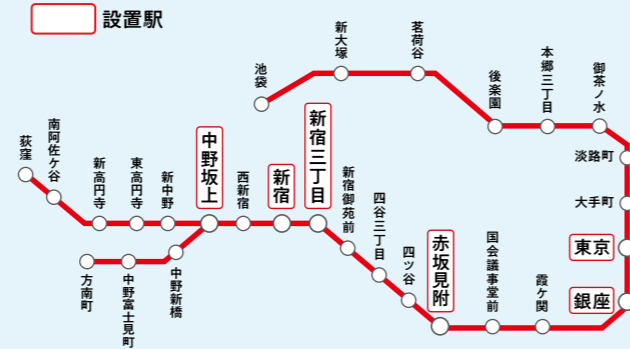 設置駅
池袋
新大塚
茗荷谷
後楽園
本郷三丁目
御茶ノ水
淡路町
大手町
東京
銀座
霞ケ関
国会議事堂前
赤坂見附
四ツ谷
四谷三丁目
新宿御苑前
新宿三丁目
新宿
西新宿
中野坂上
新中野
東高円寺
新高円寺
南阿佐ケ谷
荻窪
中野新橋
中野富士見町
方南町